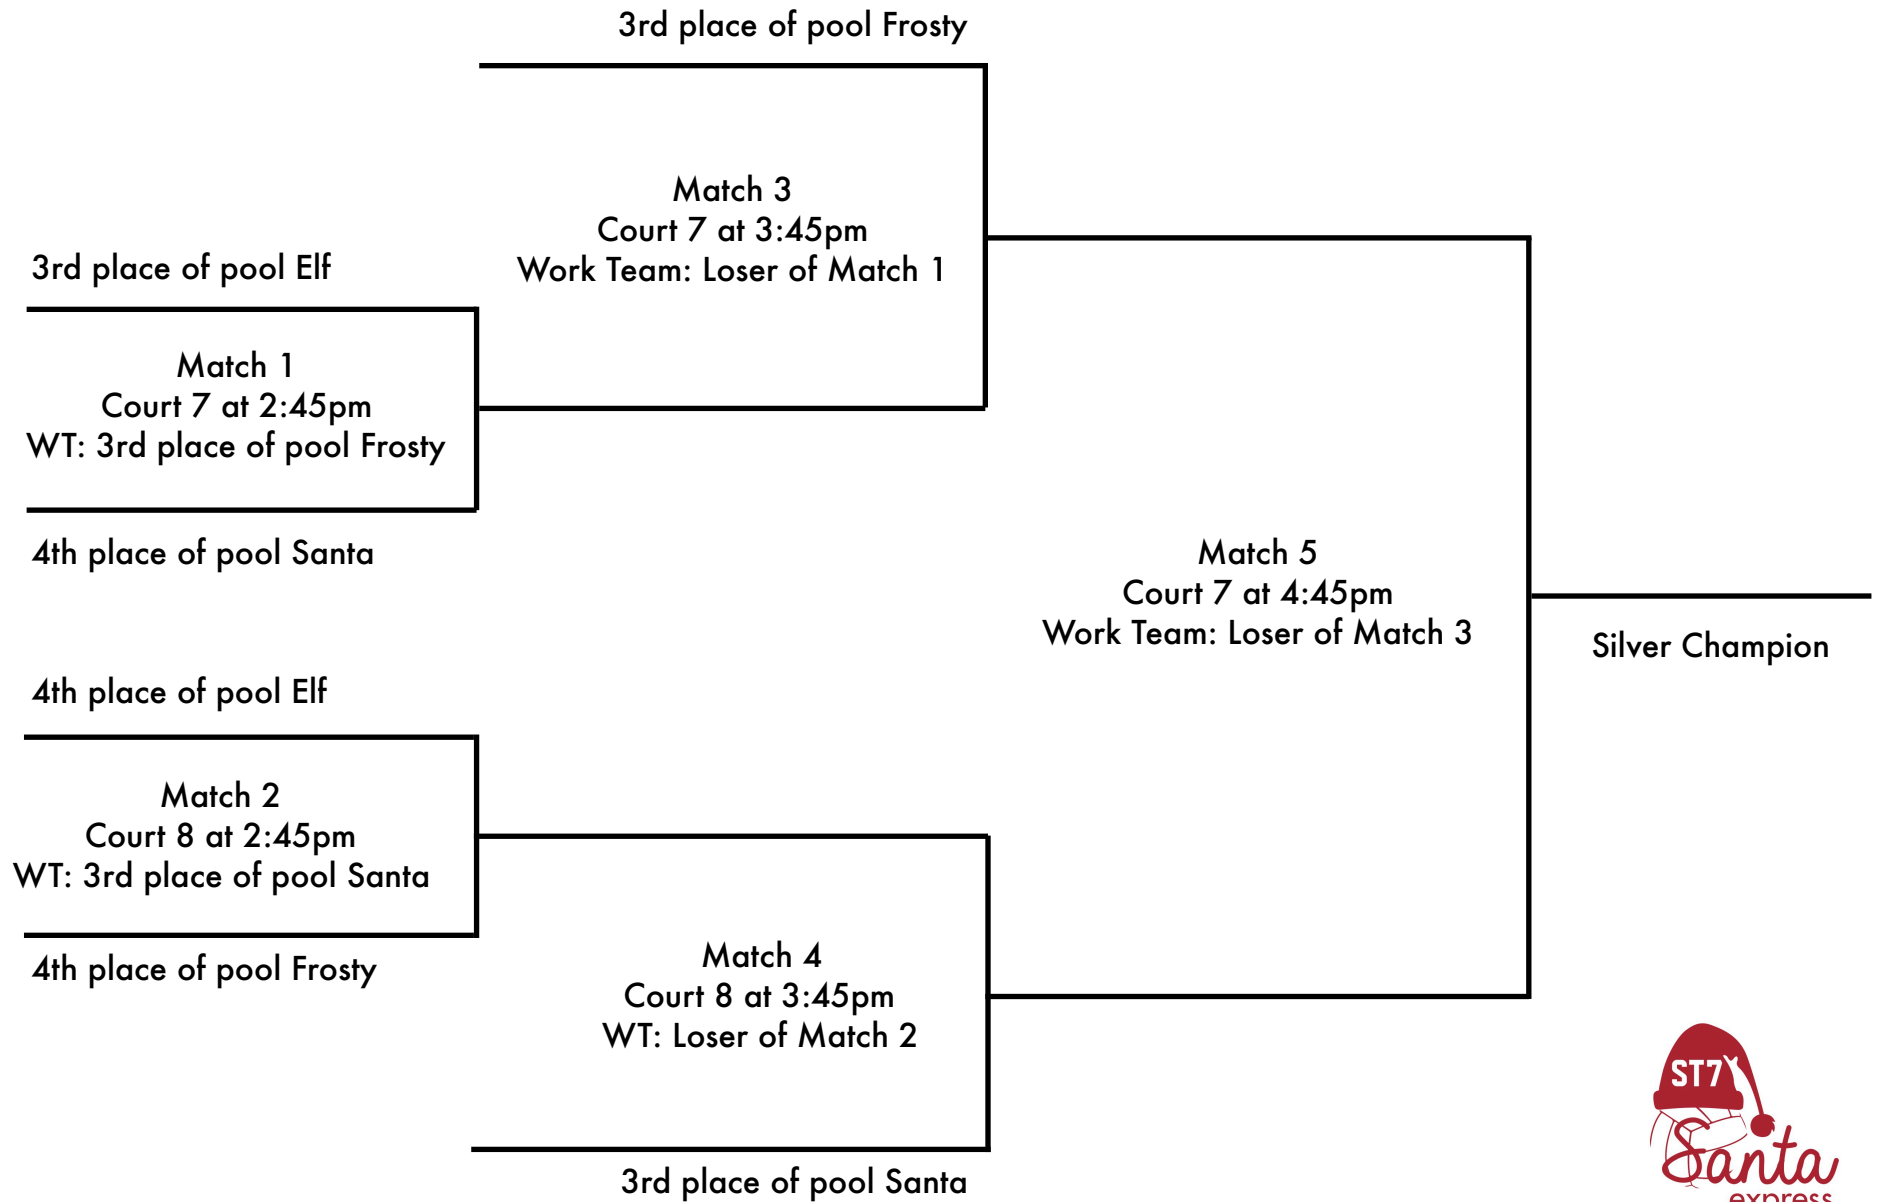 3rd place of pool Frosty
Match 3
Court 7 at 3:45pm
Work Team: Loser of Match 1
3rd place of pool Elf
Match 1
Court 7 at 2:45pm
WT: 3rd place of pool Frosty
4th place of pool Santa
Match 5
Court 7 at 4:45pm
Work Team: Loser of Match 3
Silver Champion
4th place of pool Elf
Match 2
Court 8 at 2:45pm
WT: 3rd place of pool Santa
4th place of pool Frosty
Match 4
Court 8 at 3:45pm
WT: Loser of Match 2
3rd place of pool Santa
ST7
Santa
express